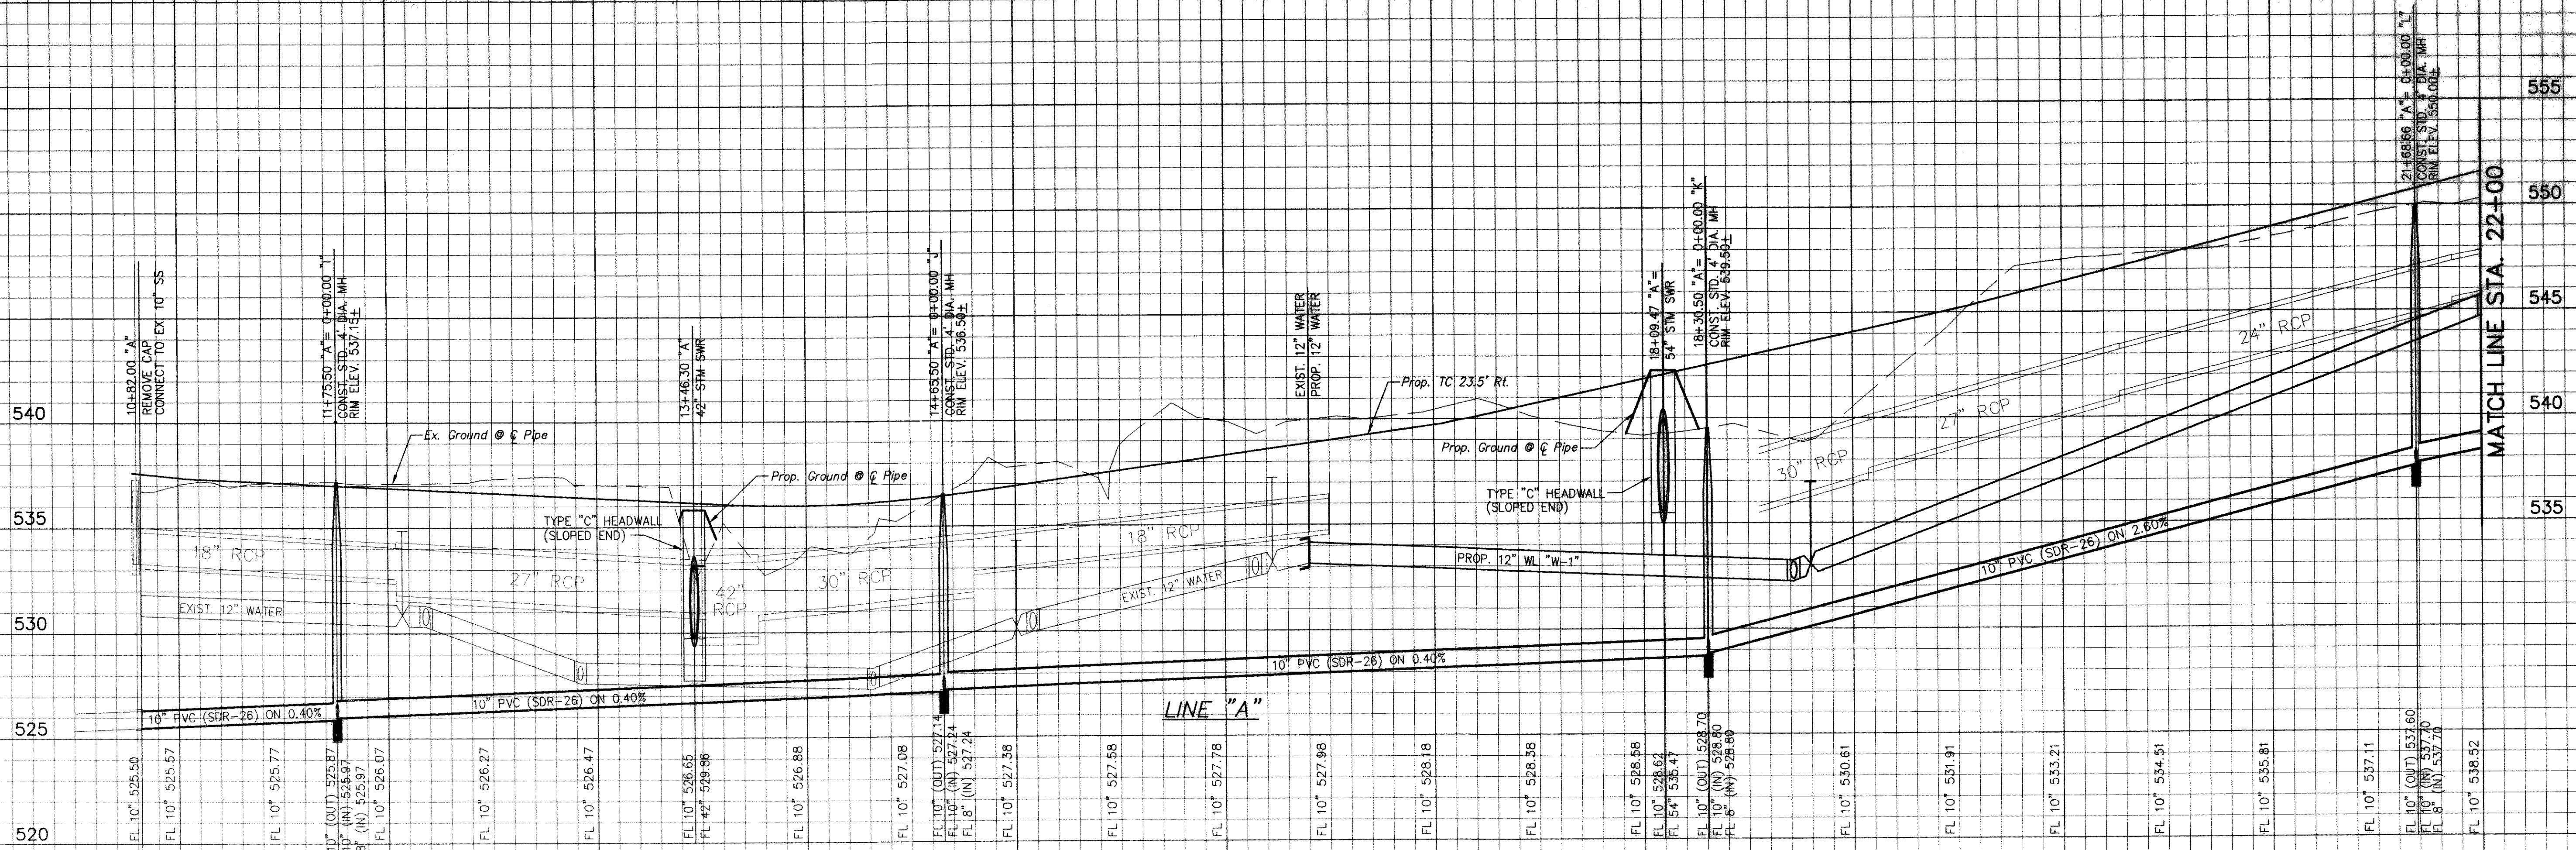 10+82.00 "A"
REMOVE CAP
CONNECT TO EX. 10" SS
11+75.50 "A"= 0+00.00 "I"
CONST. STD. 4' DIA. MH
RIM ELEV. 537.15±
Ex. Ground @ ℄ Pipe
13+46.30 "A"
42" STM SWR
Prop. Ground @ ℄ Pipe
TYPE "C" HEADWALL
(SLOPED END)
14+65.50 "A"= 0+00.00 "J"
CONST. STD. 4' DIA. MH
RIM ELEV. 536.50±
EXIST. 12" WATER
PROP. 12" WATER
Prop. TC 23.5' Rt.
Prop. Ground @ ℄ Pipe
TYPE "C" HEADWALL
(SLOPED END)
18+09.47 "A"=
54" STM SWR
18+30.50 "A"= 0+00.00 "K"
CONST. STD. 4' DIA. MH
RIM ELEV. 539.50±
21+68.66 "A"= 0+00.00 "L"
CONST. STD. 4' DIA. MH
RIM ELEV. 550.00±
MATCH LINE STA. 22+00
555
550
545
540
535
540
535
530
525
520
18" RCP
27" RCP
42"
RCP
30" RCP
18" RCP
30" RCP
27" RCP
24" RCP
EXIST. 12" WATER
EXIST. 12" WATER
PROP. 12" WL "W-1"
10" PVC (SDR-26) ON 0.40%
10" PVC (SDR-26) ON 0.40%
10" PVC (SDR-26) ON 0.40%
10" PVC (SDR-26) ON 2.60%
LINE "A"
FL 10" 525.50
FL 10" 525.57
FL 10" 525.77
10" (OUT) 525.87
10" (IN) 525.97
8" (IN) 525.97
FL 10" 526.07
FL 10" 526.27
FL 10" 526.47
FL 10" 526.65
FL 42" 529.86
FL 10" 526.88
FL 10" 527.08
FL 10" (OUT) 527.14
FL 10" (IN) 527.24
FL 8" (IN) 527.24
FL 10" 527.38
FL 10" 527.58
FL 10" 527.78
FL 10" 527.98
FL 10" 528.18
FL 10" 528.38
FL 10" 528.58
FL 10" 528.62
FL 54" 535.47
FL 10" (OUT) 528.70
FL 10" (IN) 528.80
FL 8" (IN) 528.80
FL 10" 530.61
FL 10" 531.91
FL 10" 533.21
FL 10" 534.51
FL 10" 535.81
FL 10" 537.11
FL 10" (OUT) 537.60
FL 10" (IN) 537.70
FL 8" (IN) 537.70
FL 10" 538.52